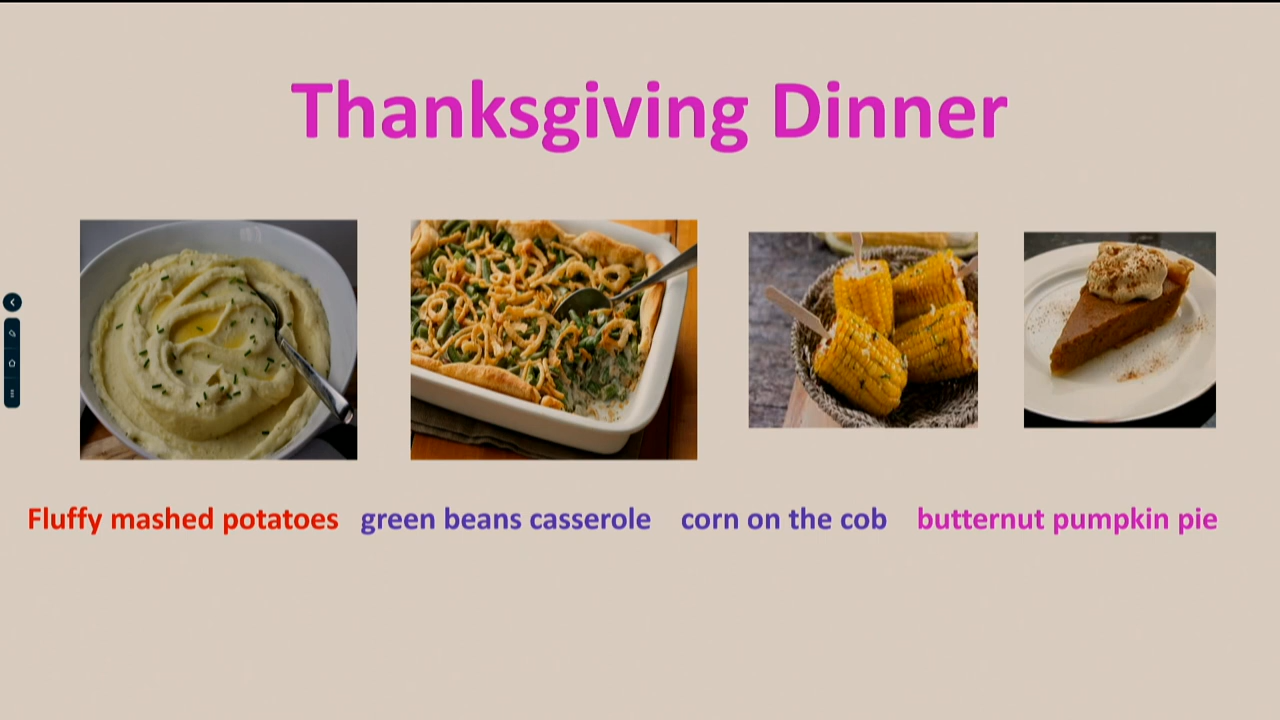 Thanksgiving Dinner
Fluffy mashed potatoes green beans casserole corn on the cob butternut pumpkin pie